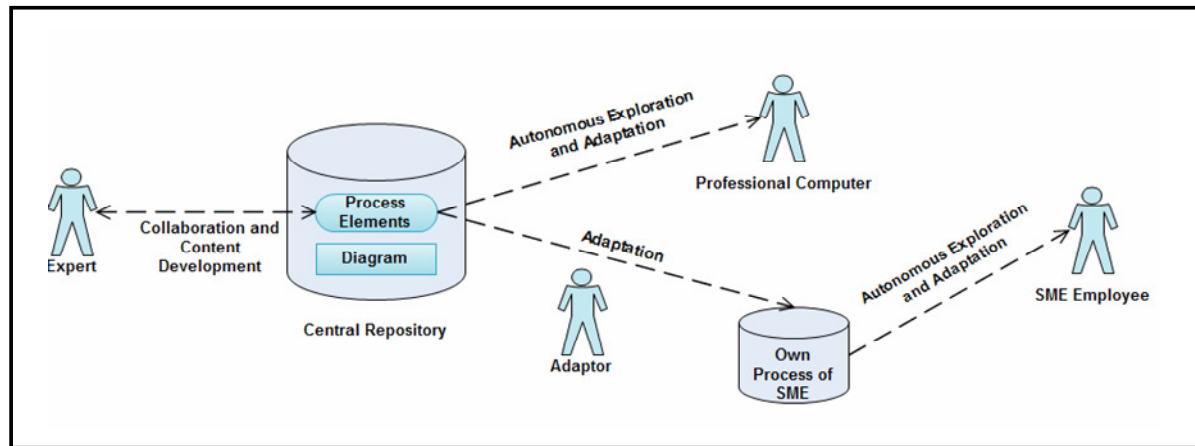 Autonomous Exploration
and Adaptation
Professional Computer
Process
Elements
Diagram
Collaboration and
Content
Development
Expert
Central Repository
Adaptation
Adaptor
Autonomous Exploration
and Adaptation
SME Employee
Own
Process of
SME